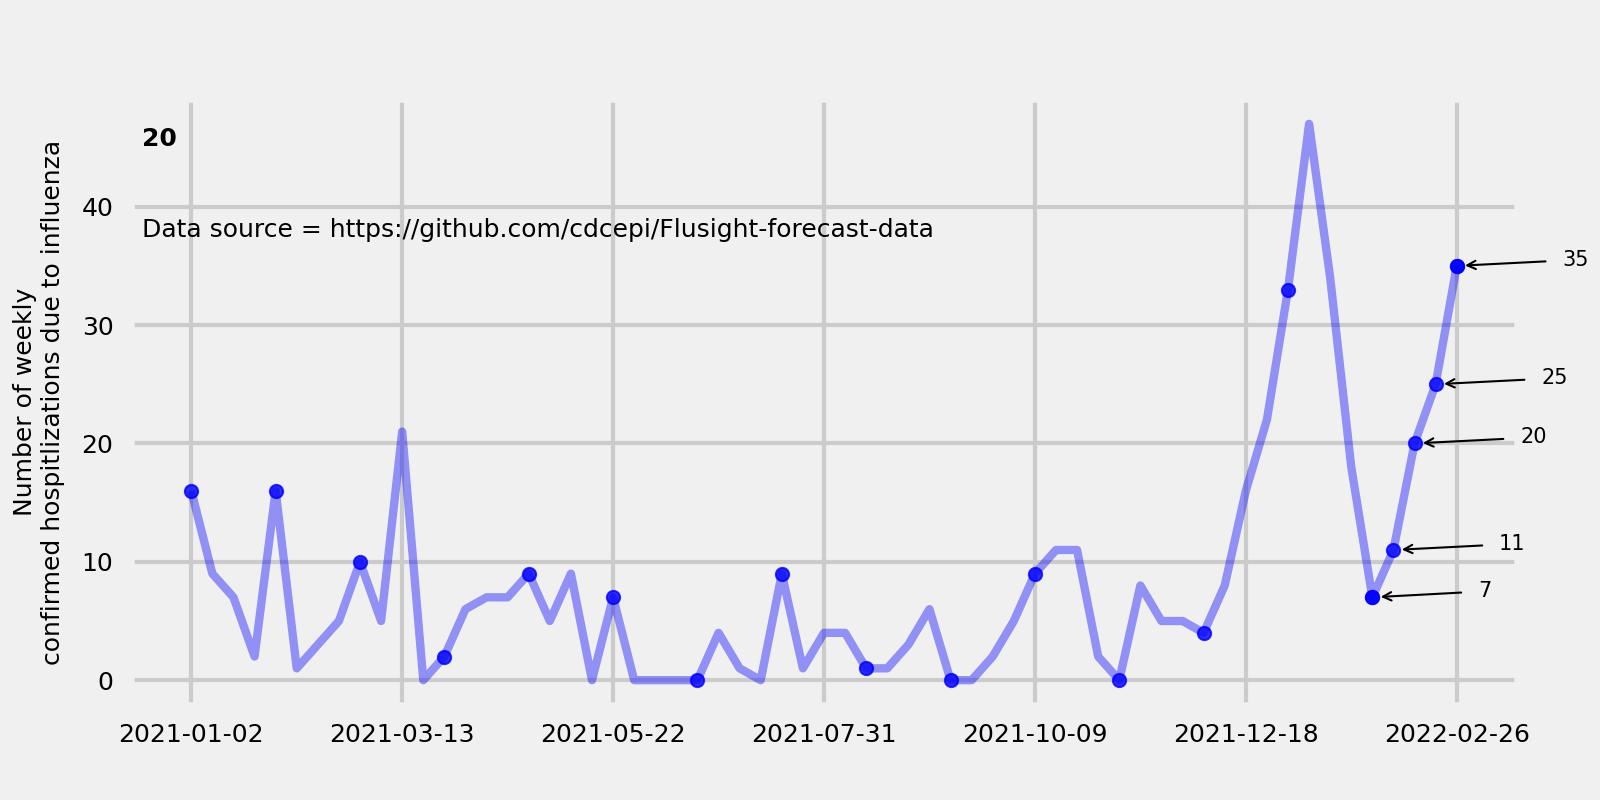 20
Data source = https://github.com/cdcepi/Flusight-forecast-data
Number of weekly
confirmed hospitlizations due to influenza
40
30
20
10
0
35
25
20
11
7
2021-01-02 2021-03-13 2021-05-22 2021-07-31 2021-10-09 2021-12-18 2022-02-26